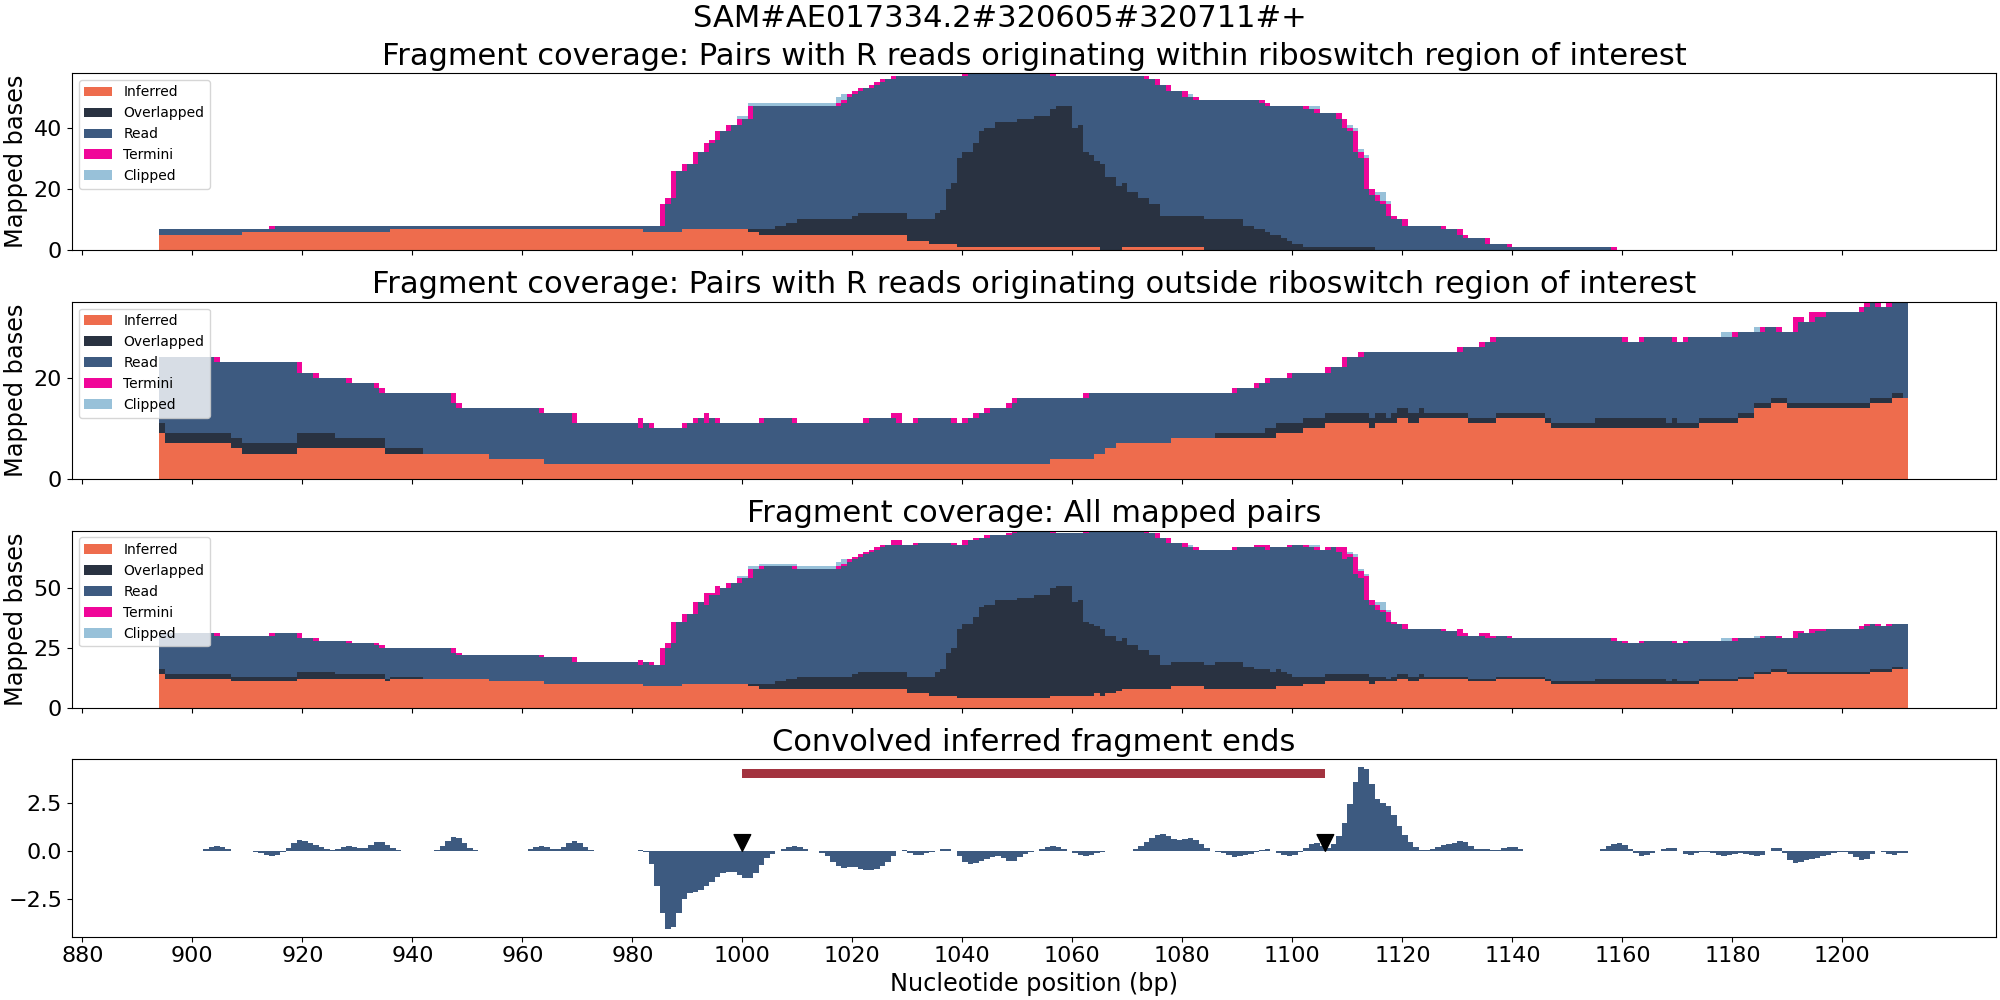 SAM#AE017334.2#320605#320711#+
Fragment coverage: Pairs with R reads originating within riboswitch region of interest
Mapped bases
40
20
0
Inferred
Overlapped
Read
Termini
Clipped
Fragment coverage: Pairs with R reads originating outside riboswitch region of interest
Mapped bases
20
0
Inferred
Overlapped
Read
Termini
Clipped
Fragment coverage: All mapped pairs
Mapped bases
50
25
0
Inferred
Overlapped
Read
Termini
Clipped
Convolved inferred fragment ends
2.5
0.0
−2.5
880 900 920 940 960 980 1000 1020 1040 1060 1080 1100 1120 1140 1160 1180 1200
Nucleotide position (bp)